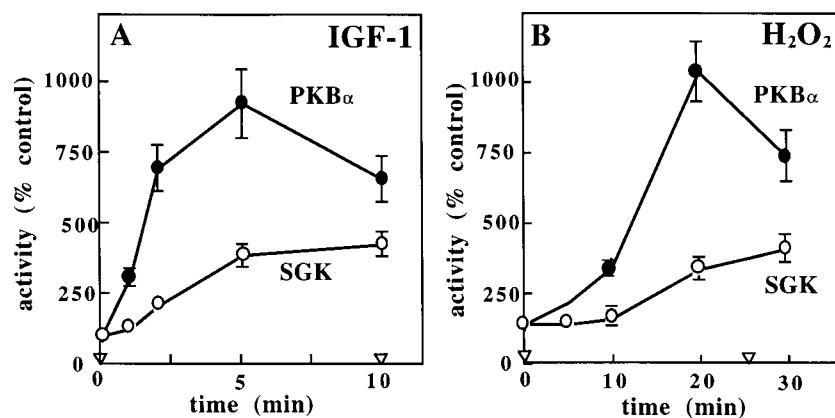 A IGF-1
PKBα
SGK
activity (% control)
1000
750
500
250
0
0 5 10
time (min)
B H₂O₂
PKBα
SGK
activity (% control)
1000
750
500
250
0
0 10 20 30
time (min)